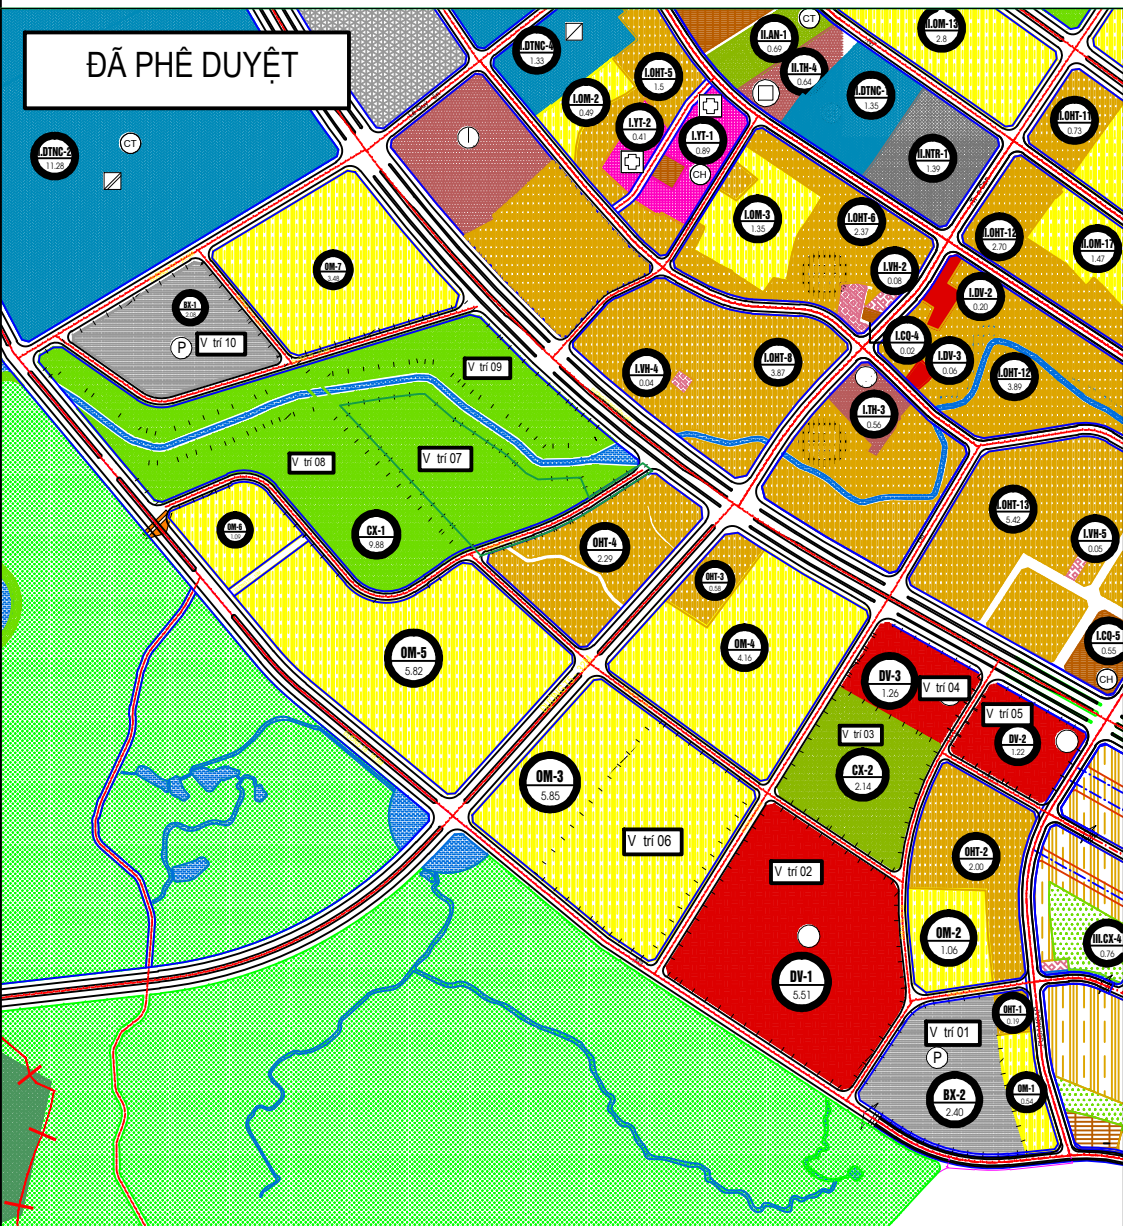 ĐÃ PHÊ DUYỆT
I.DTNC-4
1.33
CT
II.AN-1
0.69
II.OM-13
2.8
II.TH-4
0.64
I.OHT-5
1.5
I.OM-2
0.49
I.DTNC-
1.35
I.YT-2
0.41
I.YT-1
0.89
CH
II.OHT-11
0.73
I.DTNC-2
11.28
CT
II.NTR-1
1.39
I.OM-3
1.35
I.OHT-6
2.37
I.OHT-12
2.70
II.OM-17
1.47
OM-7
3.48
I.VH-2
0.08
I.DV-2
0.20
BX-1
2.08
P
V trí 10
I.CQ-4
0.02
I.DV-3
0.06
V trí 09
I.VH-4
0.04
I.OHT-8
3.87
I.OHT-12
3.89
I.TH-3
0.56
V trí 08
V trí 07
I.OHT-13
5.42
OM-6
1.09
CX-1
9.88
OHT-4
2.29
I.VH-5
0.05
OHT-3
0.58
OM-5
5.82
OM-4
4.16
I.CQ-5
0.55
CH
DV-3
1.26
V trí 04
V trí 05
DV-2
1.22
V trí 03
CX-2
2.14
OM-3
5.85
V trí 06
V trí 02
OHT-2
2.00
OM-2
1.06
III.CX-4
0.76
DV-1
5.51
V trí 01
OHT-1
0.19
P
BX-2
2.40
OM-1
0.54